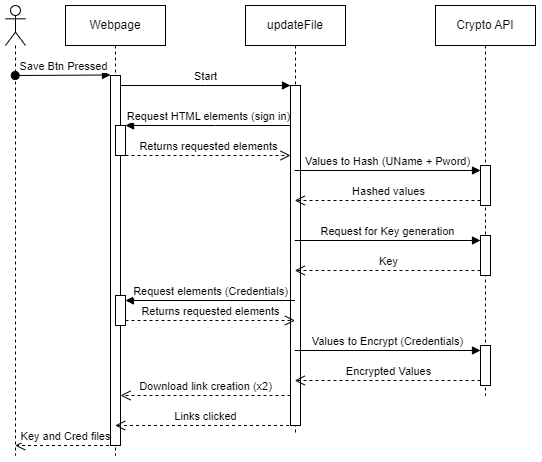 Webpage
updateFile
Crypto API
Save Btn Pressed
Start
Request HTML elements (sign in)
Returns requested elements
Values to Hash (UName + Pword)
Hashed values
Request for Key generation
Key
Request elements (Credentials)
Returns requested elements
Values to Encrypt (Credentials)
Encrypted Values
Download link creation (x2)
Links clicked
Key and Cred files